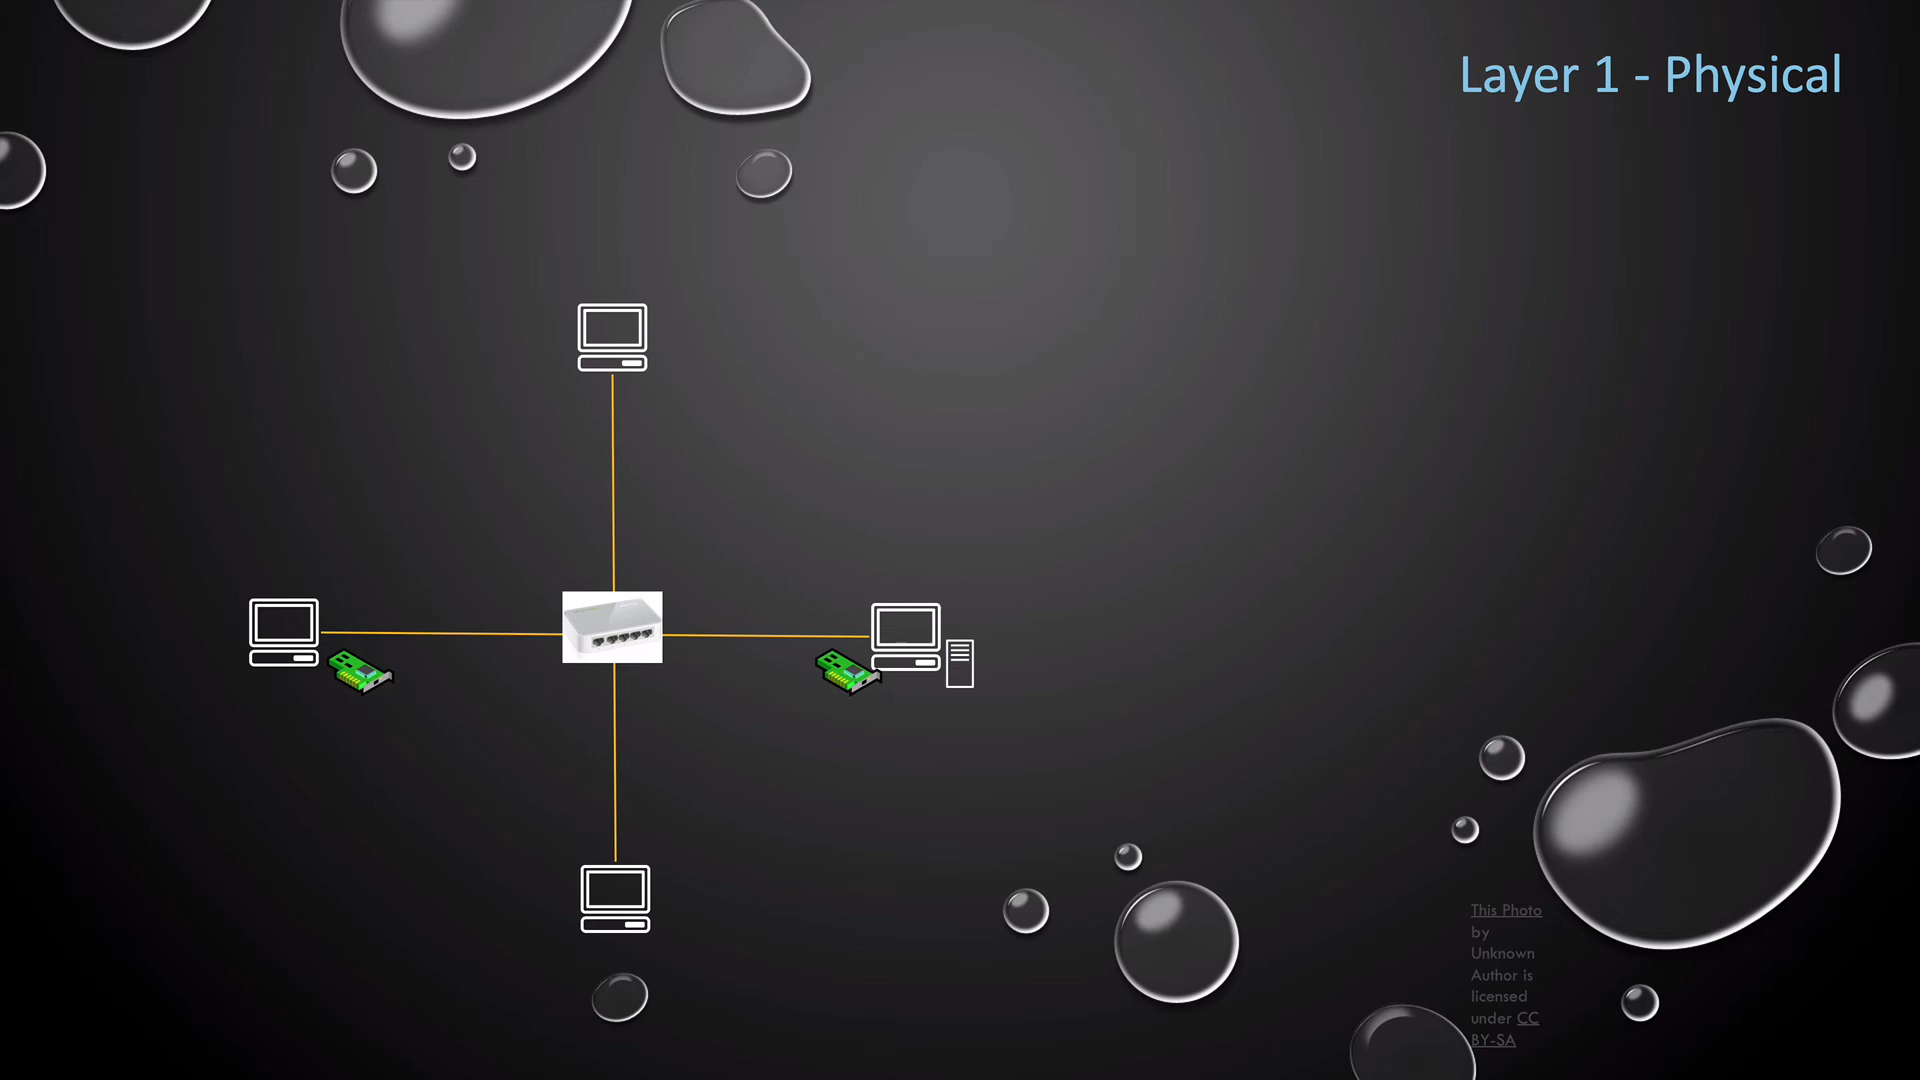 Layer 1 - Physical
This Photo
by
Unknown
Author is
licensed
under CC
BY-SA